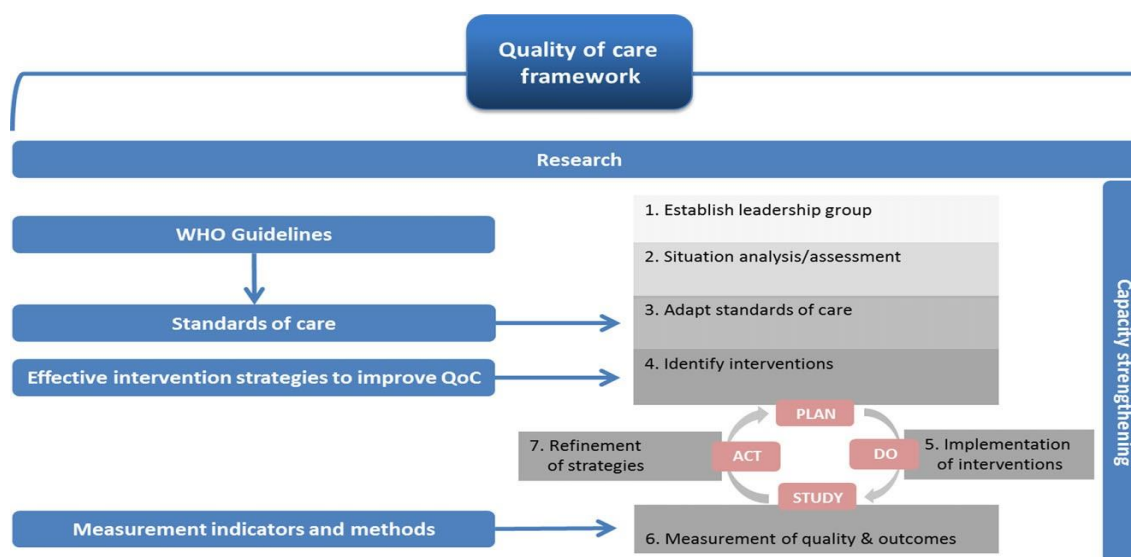 Quality of care
framework
Research
WHO Guidelines
Standards of care
Effective intervention strategies to improve QoC
Measurement indicators and methods
1. Establish leadership group
2. Situation analysis/assessment
3. Adapt standards of care
4. Identify interventions
PLAN
DO
STUDY
ACT
5. Implementation
of interventions
6. Measurement of quality & outcomes
7. Refinement
of strategies
Capacity strengthening